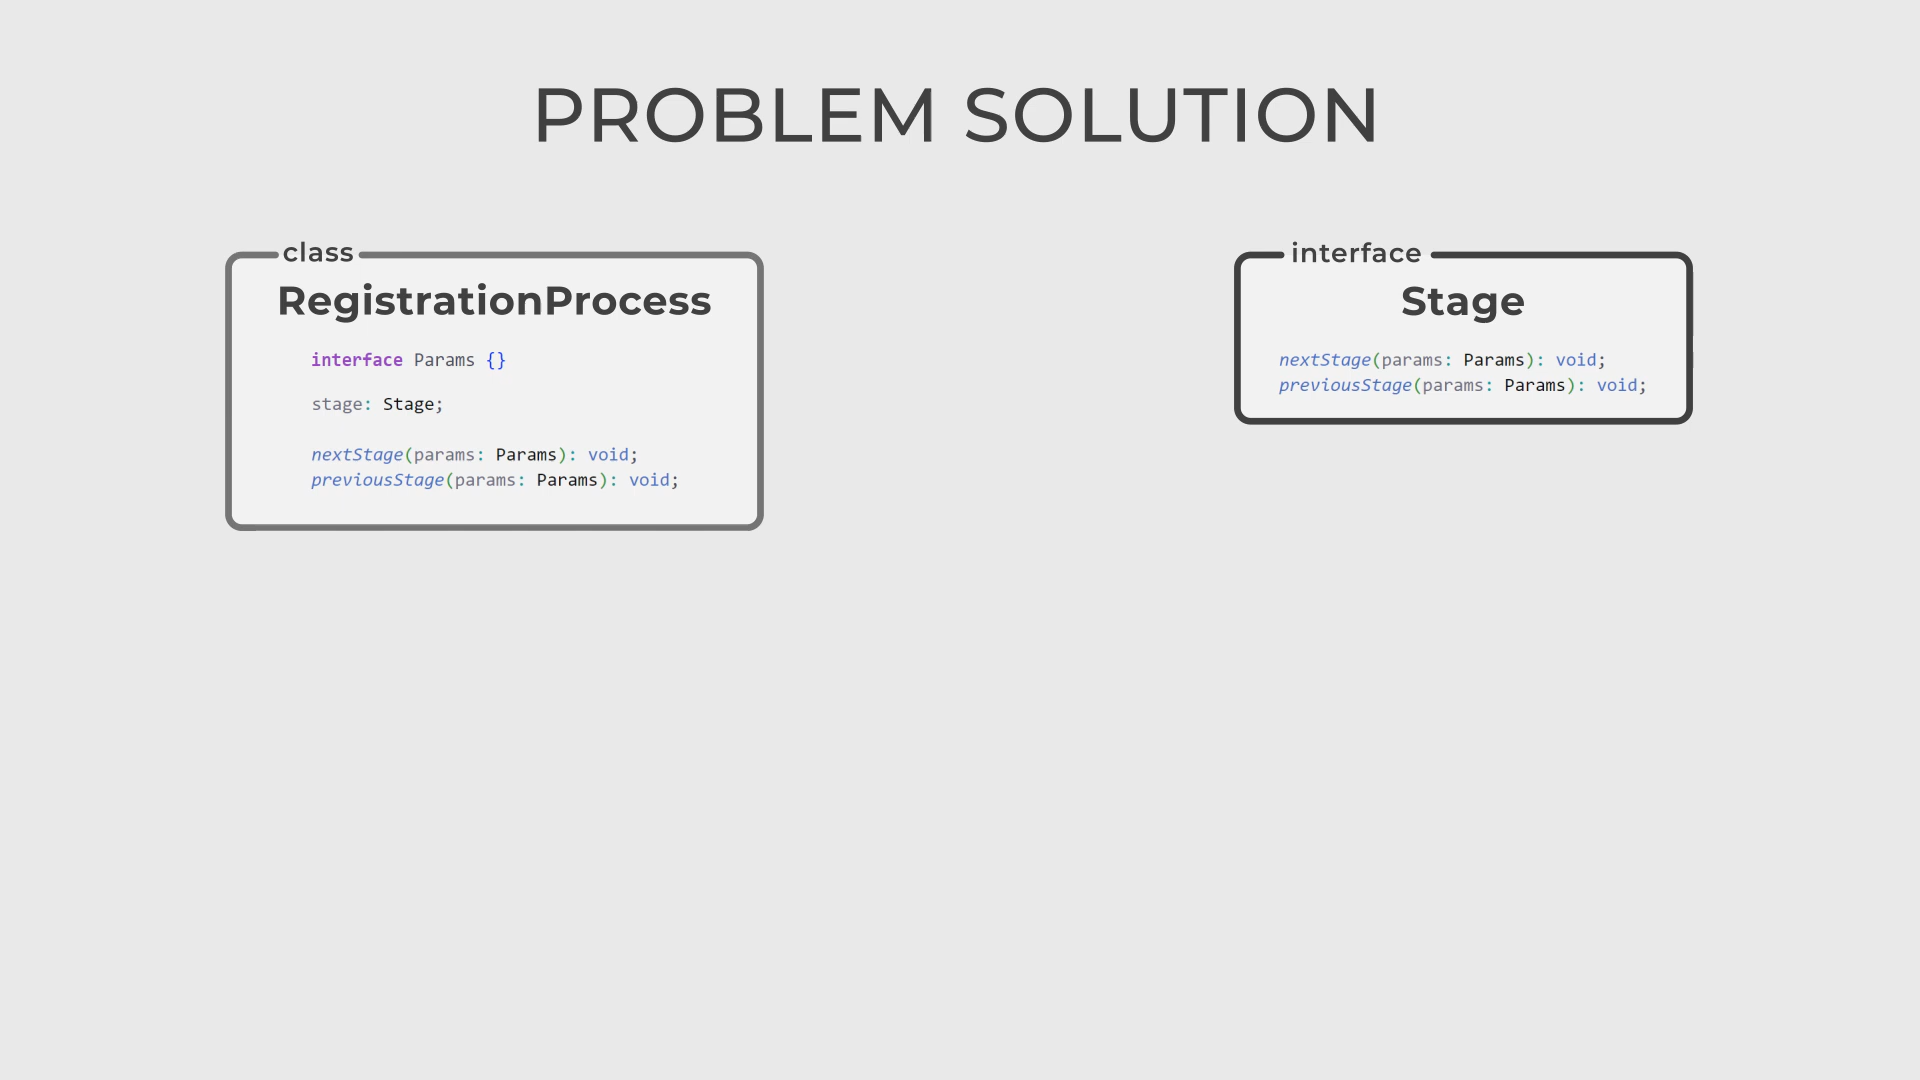 PROBLEM SOLUTION
class
RegistrationProcess
interface Params {}
stage: Stage;
nextStage(params: Params): void;
previousStage(params: Params): void;
interface
Stage
nextStage(params: Params): void;
previousStage(params: Params): void;